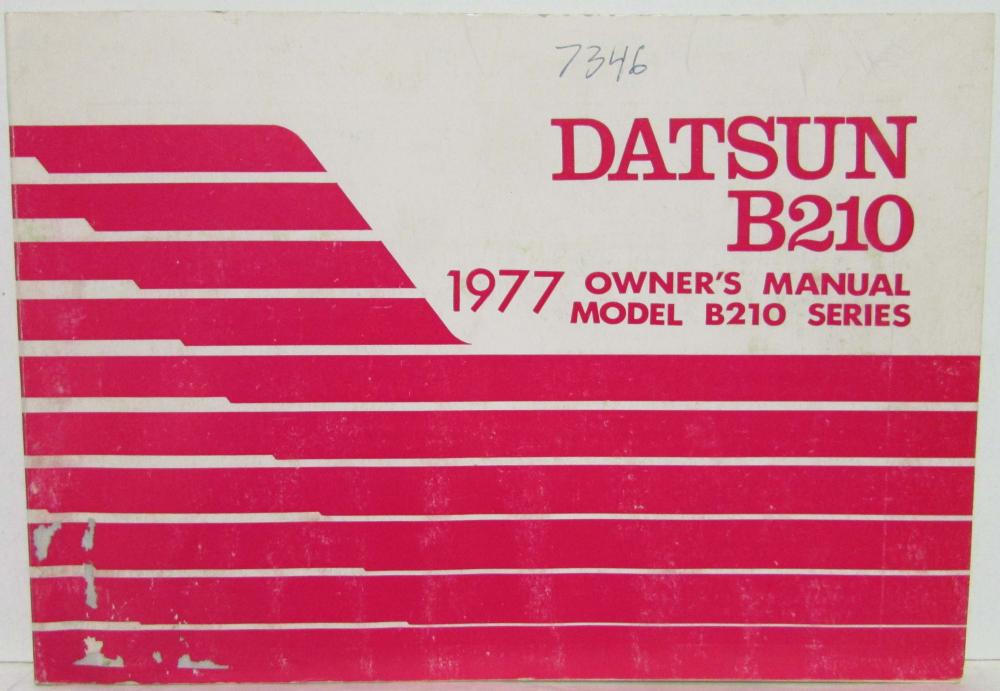 7346
DATSUN
B210
1977 OWNER'S MANUAL
MODEL B210 SERIES